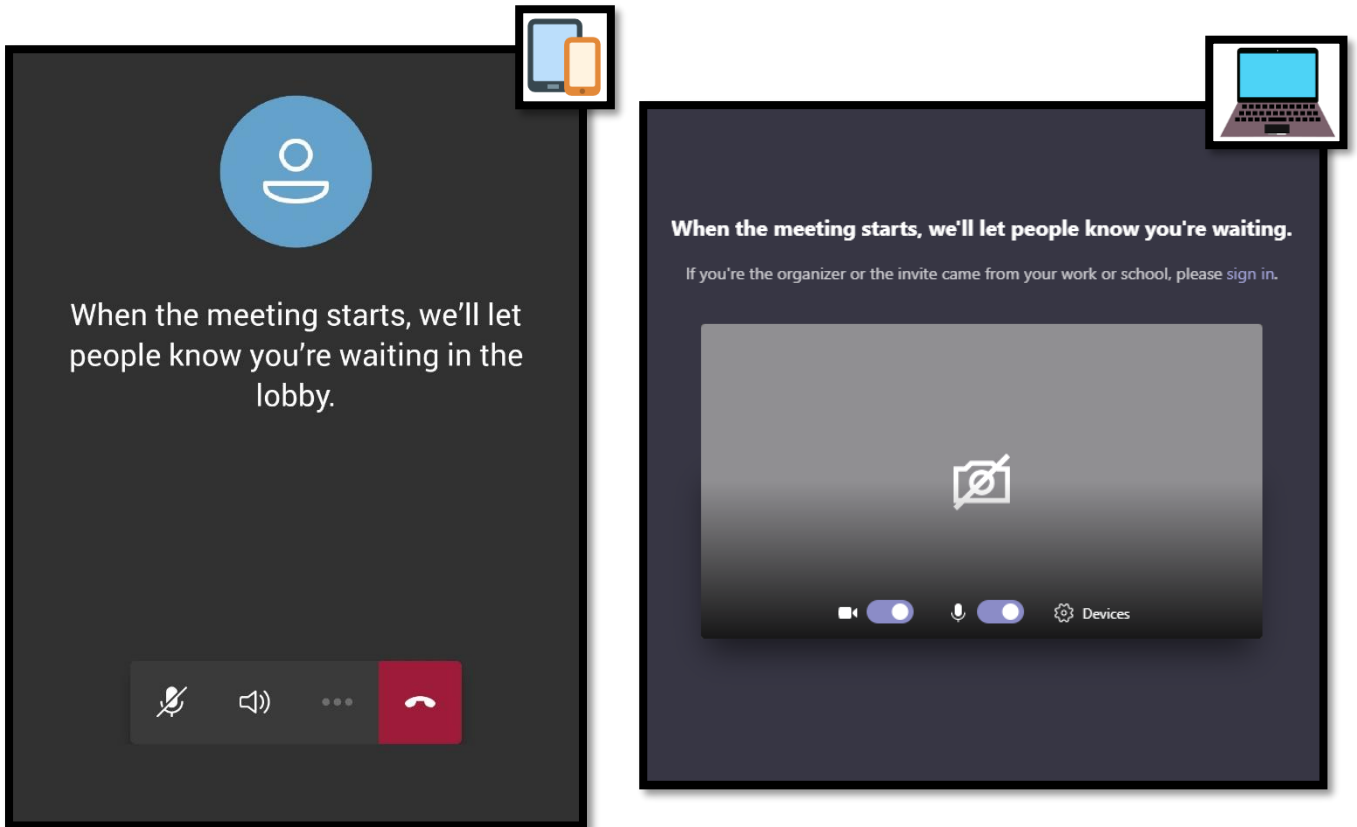 When the meeting starts, we’ll let
people know you’re waiting in the
lobby.
When the meeting starts, we'll let people know you're waiting.
If you're the organizer or the invite came from your work or school, please sign in.
Devices